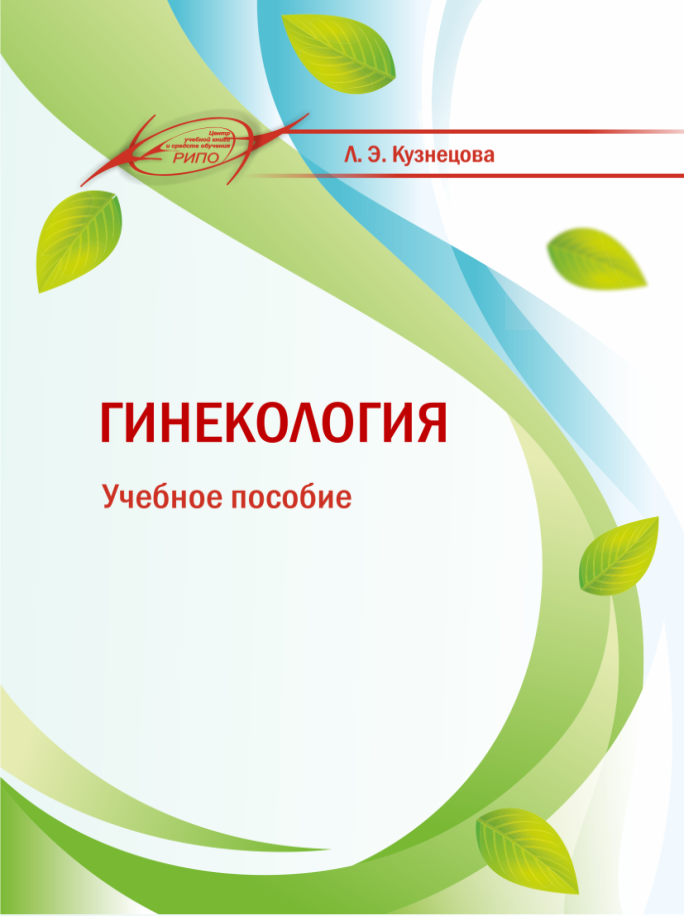 Центр
учебной книги
и средств обучения
РИПО
Л. Э. Кузнецова
ГИНЕКОЛОГИЯ
Учебное пособие